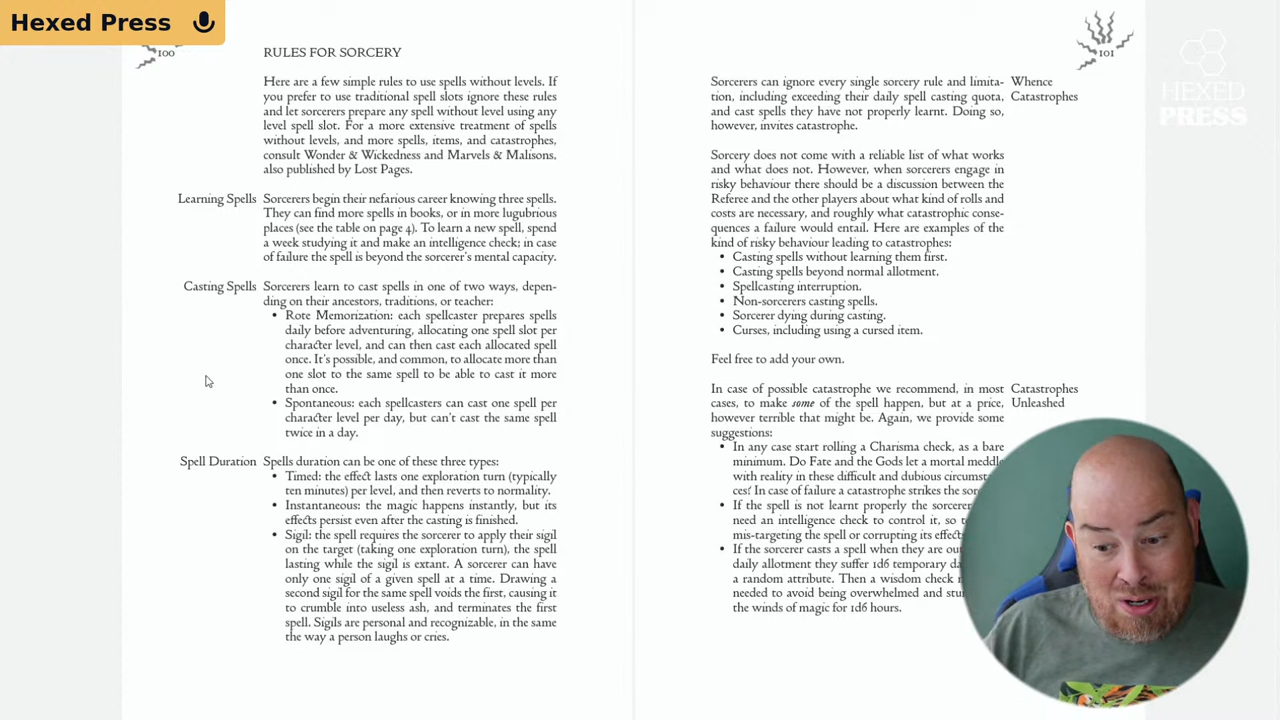 Hexed Press
100
RULES FOR SORCERY
Here are a few simple rules to use spells without levels. If
you prefer to use traditional spell slots ignore these rules
and let sorcerers prepare any spell without level using any
level spell slot. For a more extensive treatment of spells
without levels, and more spells, items, and catastrophes,
consult Wonder & Wickedness and Marvels & Malisons,
also published by Lost Pages.
Learning Spells
Sorcerers begin their nefarious career knowing three spells.
They can find more spells in books, or in more lugubrious
places (see the table on page 4). To learn a new spell, spend
a week studying it and make an intelligence check; in case
of failure the spell is beyond the sorcerer's mental capacity.
Casting Spells
Sorcerers learn to cast spells in one of two ways, depen-
ding on their ancestors, traditions, or teacher:
• Rote Memorization: each spellcaster prepares spells
daily before adventuring, allocating one spell slot per
character level, and can then cast each allocated spell
once. It's possible, and common, to allocate more than
one slot to the same spell to be able to cast it more
than once.
• Spontaneous: each spellcasters can cast one spell per
character level per day, but can't cast the same spell
twice in a day.
Spell Duration
Spells duration can be one of these three types:
• Timed: the effect lasts one exploration turn (typically
ten minutes) per level, and then reverts to normality.
• Instantaneous: the magic happens instantly, but its
effects persist even after the casting is finished.
• Sigil: the spell requires the sorcerer to apply their sigil
on the target (taking one exploration turn), the spell
lasting while the sigil is extant. A sorcerer can have
only one sigil of a given spell at a time. Drawing a
second sigil for the same spell voids the first, causing it
to crumble into useless ash, and terminates the first
spell. Sigils are personal and recognizable, in the same
the way a person laughs or cries.
101
Whence
Catastrophes
Sorcerers can ignore every single sorcery rule and limita-
tion, including exceeding their daily spell casting quota,
and cast spells they have not properly learnt. Doing so,
however, invites catastrophe.
Sorcery does not come with a reliable list of what works
and what does not. However, when sorcerers engage in
risky behaviour there should be a discussion between the
Referee and the other players about what kind of rolls and
costs are necessary, and roughly what catastrophic conse-
quences a failure would entail. Here are examples of the
kind of risky behaviour leading to catastrophes:
• Casting spells without learning them first.
• Casting spells beyond normal allotment.
• Spellcasting interruption.
• Non-sorcerers casting spells.
• Sorcerer dying during casting.
• Curses, including using a cursed item.
Feel free to add your own.
Catastrophes
Unleashed
In case of possible catastrophe we recommend, in most
cases, to make some of the spell happen, but at a price,
however terrible that might be. Again, we provide some
suggestions:
• In any case start rolling a Charisma check, as a bare
minimum. Do Fate and the Gods let a mortal meddle
with reality in these difficult and dubious
ces? In case of failure a catastrophe strikes the
• If the spell is not learnt properly the sorcerer
need an intelligence check to control it, so
mis-targeting the spell or corrupting its
• If the sorcerer casts a spell when they are
daily allotment they suffer 1d6 temporary
a random attribute. Then a wisdom check
needed to avoid being overwhelmed and
the winds of magic for 1d6 hours.
HEXED
PRESS